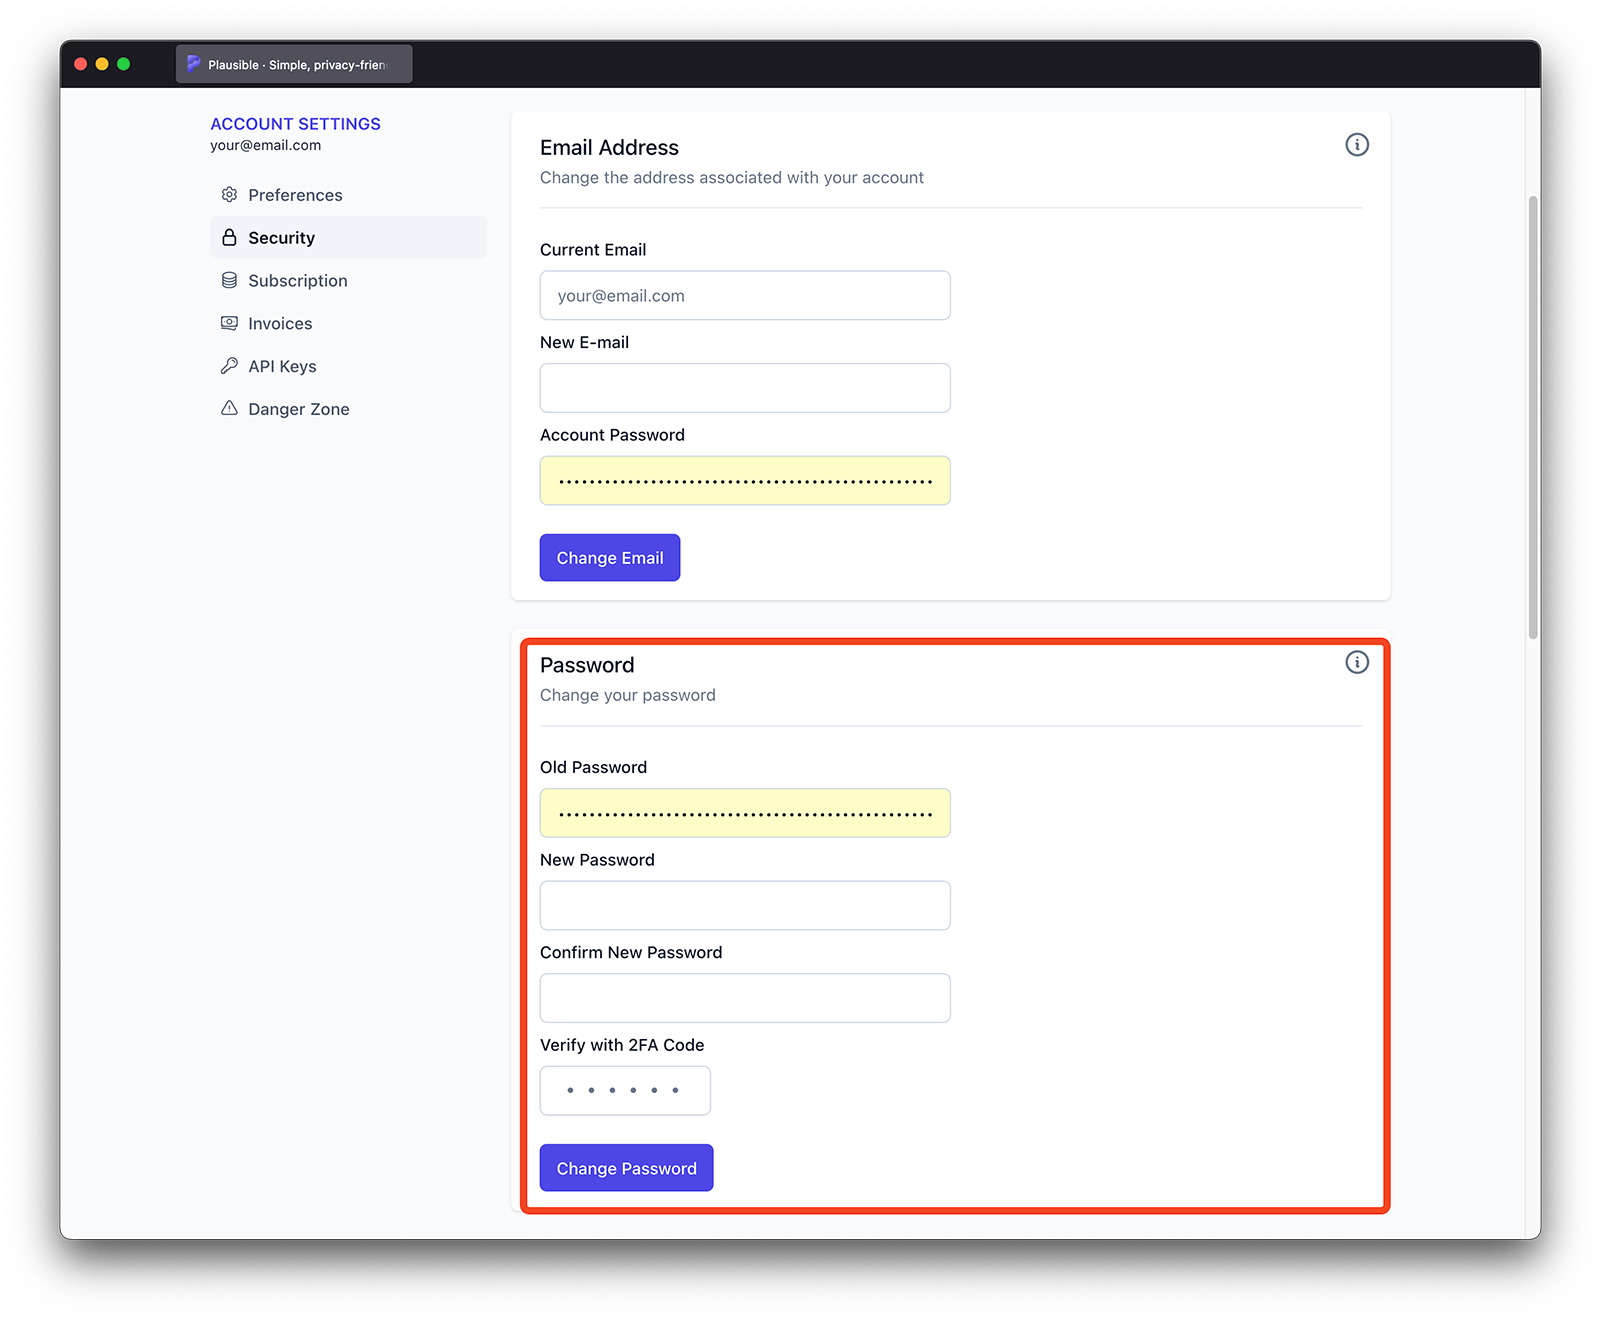 Plausible · Simple, privacy-frien
ACCOUNT SETTINGS
your@email.com
Preferences
Security
Subscription
Invoices
API Keys
Danger Zone
Email Address
Change the address associated with your account
Current Email
your@email.com
New E-mail
Account Password
Change Email
Password
Change your password
Old Password
New Password
Confirm New Password
Verify with 2FA Code
Change Password